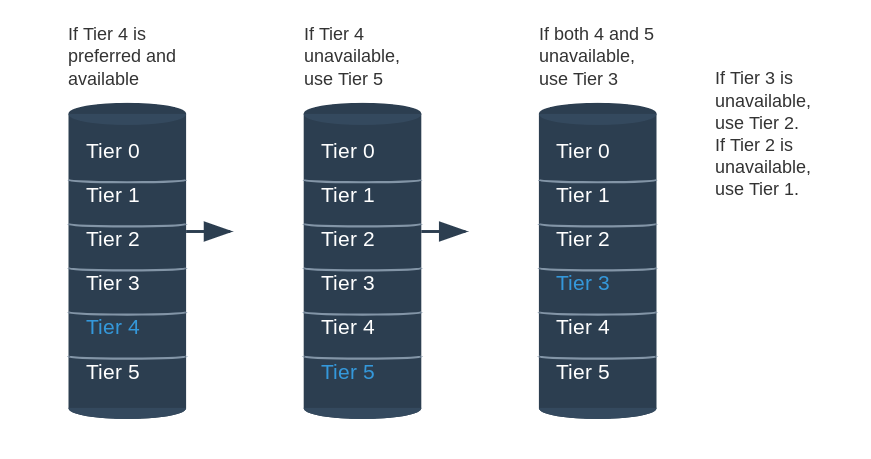 If Tier 4 is
preferred and
available
Tier 0
Tier 1
Tier 2
Tier 3
Tier 4
Tier 5
If Tier 4
unavailable,
use Tier 5
Tier 0
Tier 1
Tier 2
Tier 3
Tier 4
Tier 5
If both 4 and 5
unavailable,
use Tier 3
Tier 0
Tier 1
Tier 2
Tier 3
Tier 4
Tier 5
If Tier 3 is
unavailable,
use Tier 2.
If Tier 2 is
unavailable,
use Tier 1.